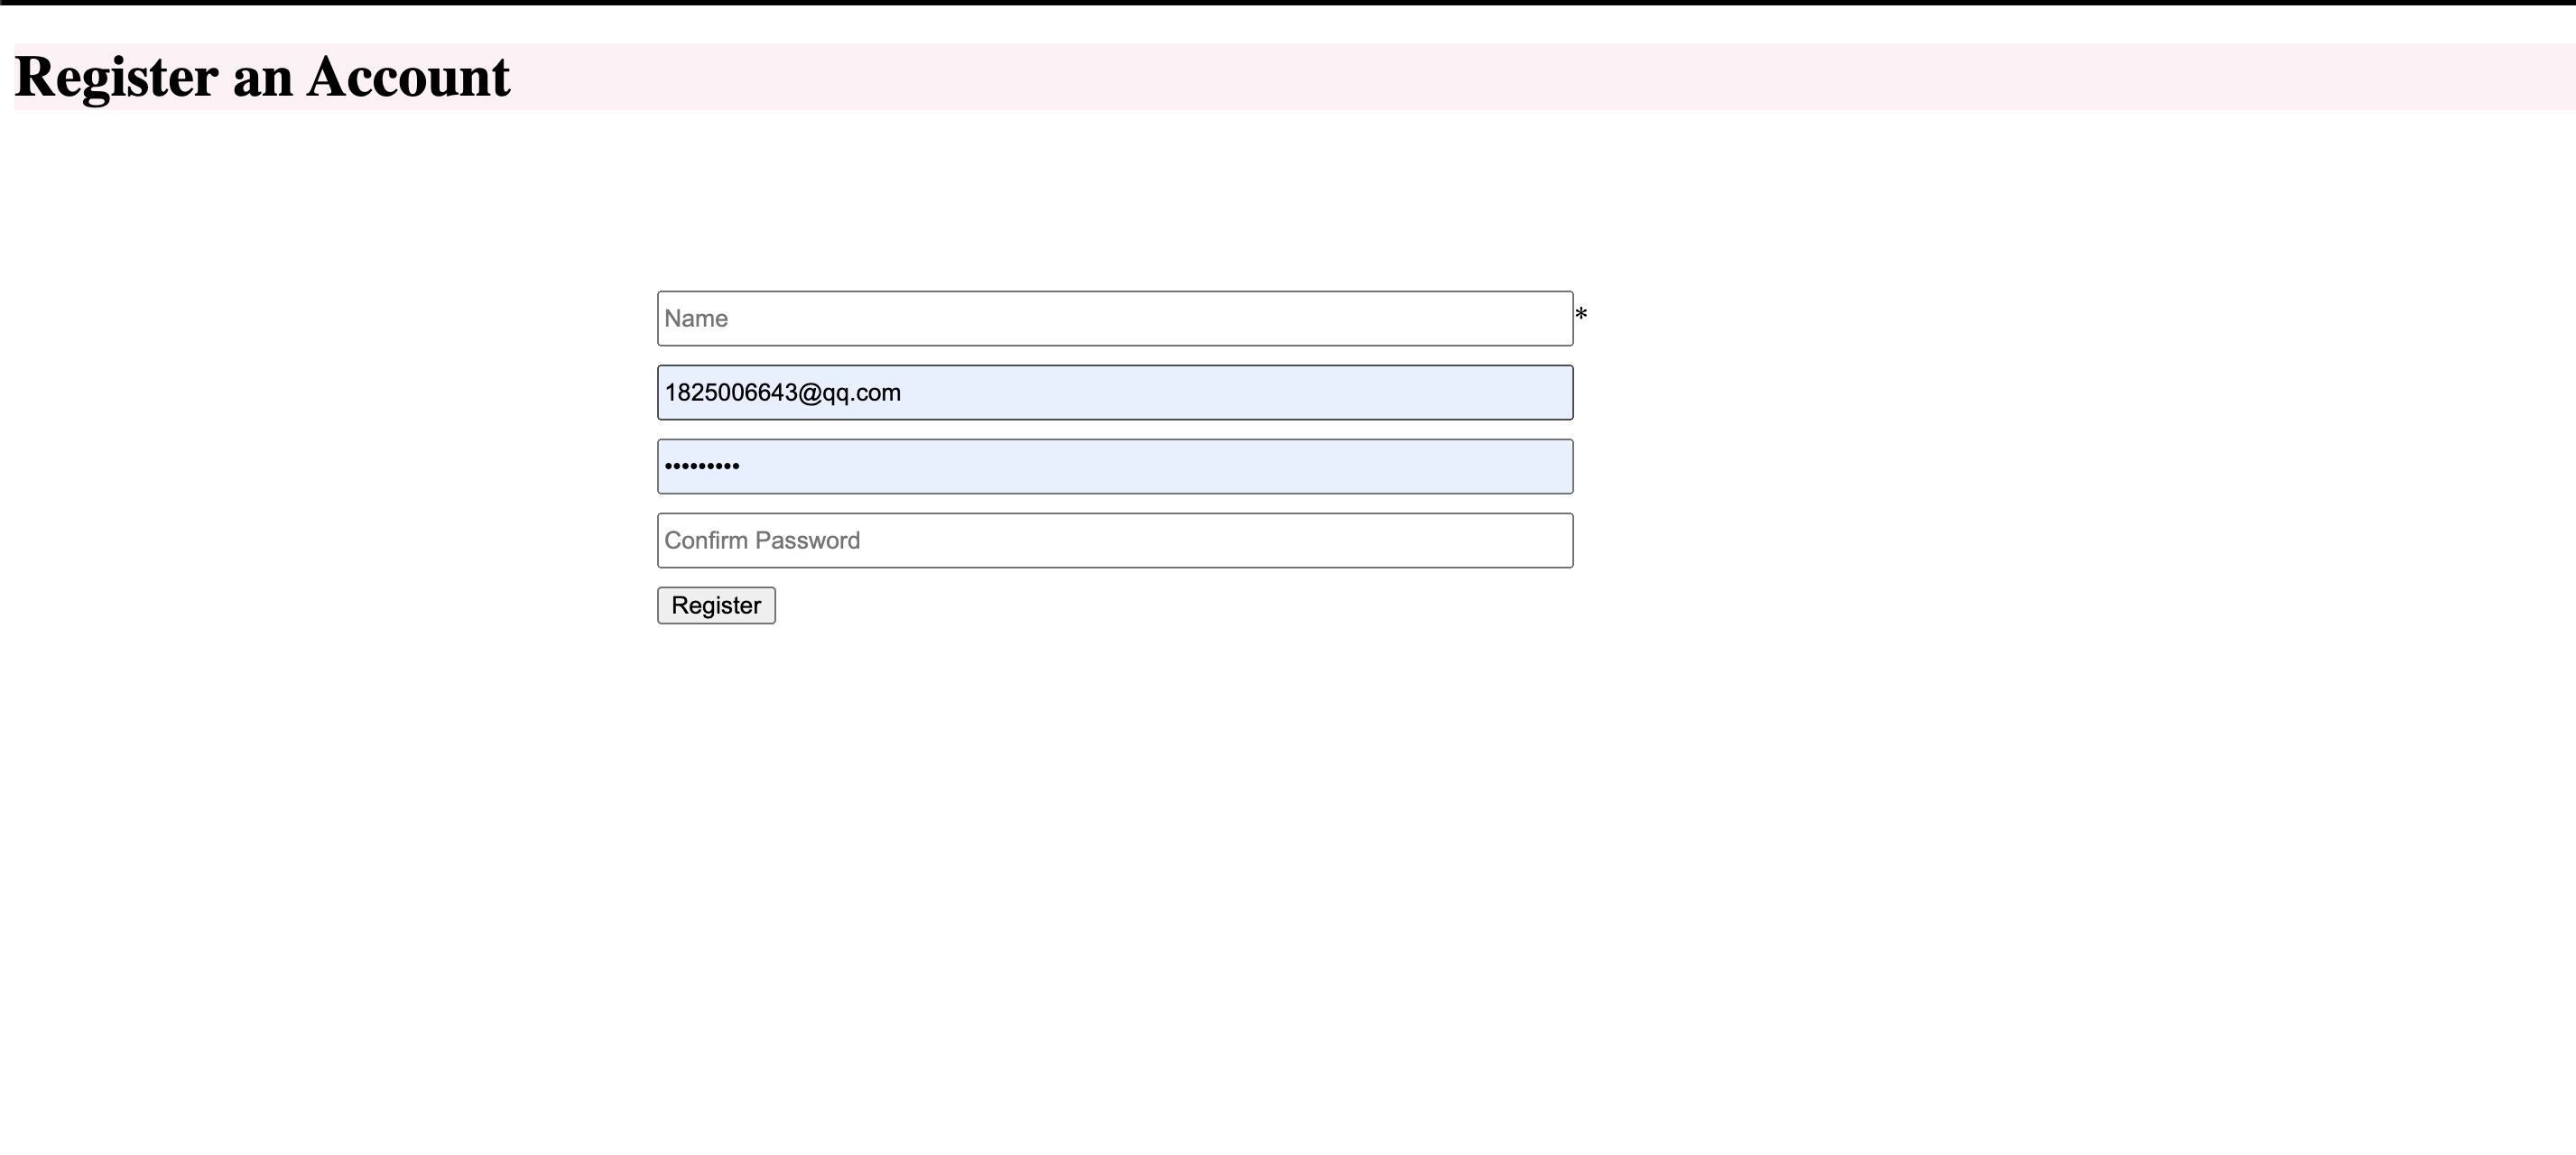 Register an Account
Name *
1825006643@qq.com
•••••••••
Confirm Password
Register